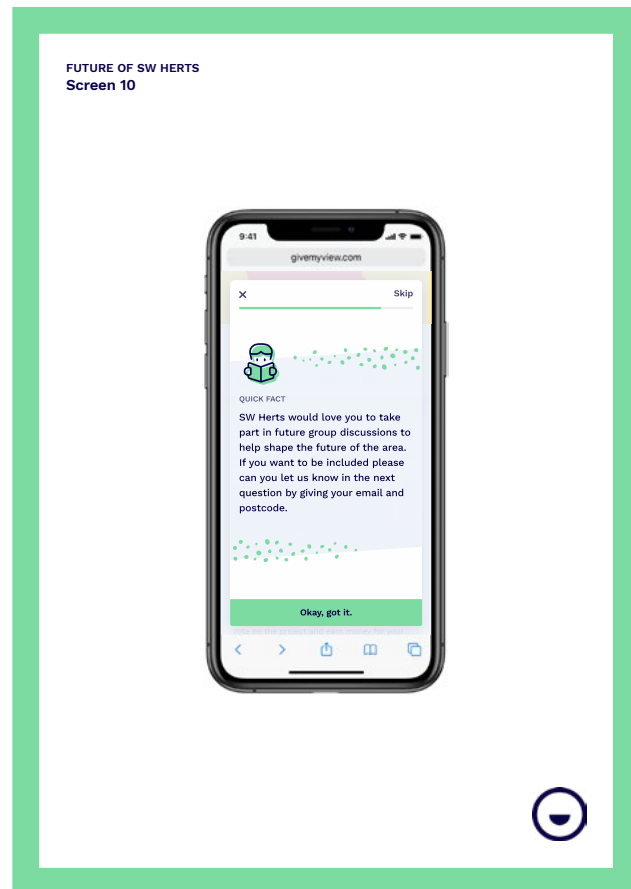 FUTURE OF SW HERTS
Screen 10
9:41
givemyview.com
Skip
QUICK FACT
SW Herts would love you to take
part in future group discussions to
help shape the future of the area.
If you want to be included please
can you let us know in the next
question by giving your email and
postcode.
Okay, got it.